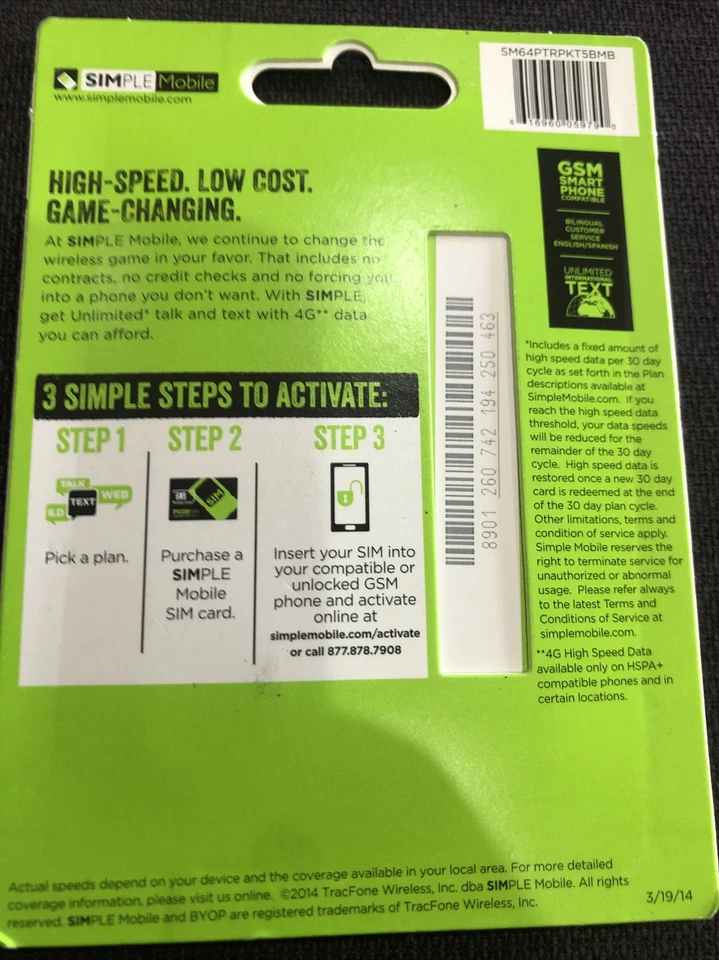 SIMPLE Mobile
www.simplemobile.com
SM64PTRPKT5BMB
6 16960 05979 0
HIGH-SPEED. LOW COST.
GAME-CHANGING.
At SIMPLE Mobile, we continue to change the
wireless game in your favor. That includes no
contracts, no credit checks and no forcing you
into a phone you don't want. With SIMPLE,
get Unlimited* talk and text with 4G** data
you can afford.
3 SIMPLE STEPS TO ACTIVATE:
STEP 1
TALK
WEB
TEXT
ILD
Pick a plan.
STEP 2
SIM
Purchase a
SIMPLE
Mobile
SIM card.
STEP 3
Insert your SIM into
your compatible or
unlocked GSM
phone and activate
online at
simplemobile.com/activate
or call 877.878.7908
8901 260 742 194 250 463
GSM
SMART
PHONE
COMPATIBLE
BILINGUAL
CUSTOMER
SERVICE
ENGLISH/SPANISH
UNLIMITED
INTERNATIONAL
TEXT
*Includes a fixed amount of
high speed data per 30 day
cycle as set forth in the Plan
descriptions available at
SimpleMobile.com. If you
reach the high speed data
threshold, your data speeds
will be reduced for the
remainder of the 30 day
cycle. High speed data is
restored once a new 30 day
card is redeemed at the end
of the 30 day plan cycle.
Other limitations, terms and
condition of service apply.
Simple Mobile reserves the
right to terminate service for
unauthorized or abnormal
usage. Please refer always
to the latest Terms and
Conditions of Service at
simplemobile.com.
**4G High Speed Data
available only on HSPA+
compatible phones and in
certain locations.
Actual speeds depend on your device and the coverage available in your local area. For more detailed
coverage information, please visit us online. ©2014 TracFone Wireless, Inc. dba SIMPLE Mobile. All rights
reserved. SIMPLE Mobile and BYOP are registered trademarks of TracFone Wireless, Inc.
3/19/14